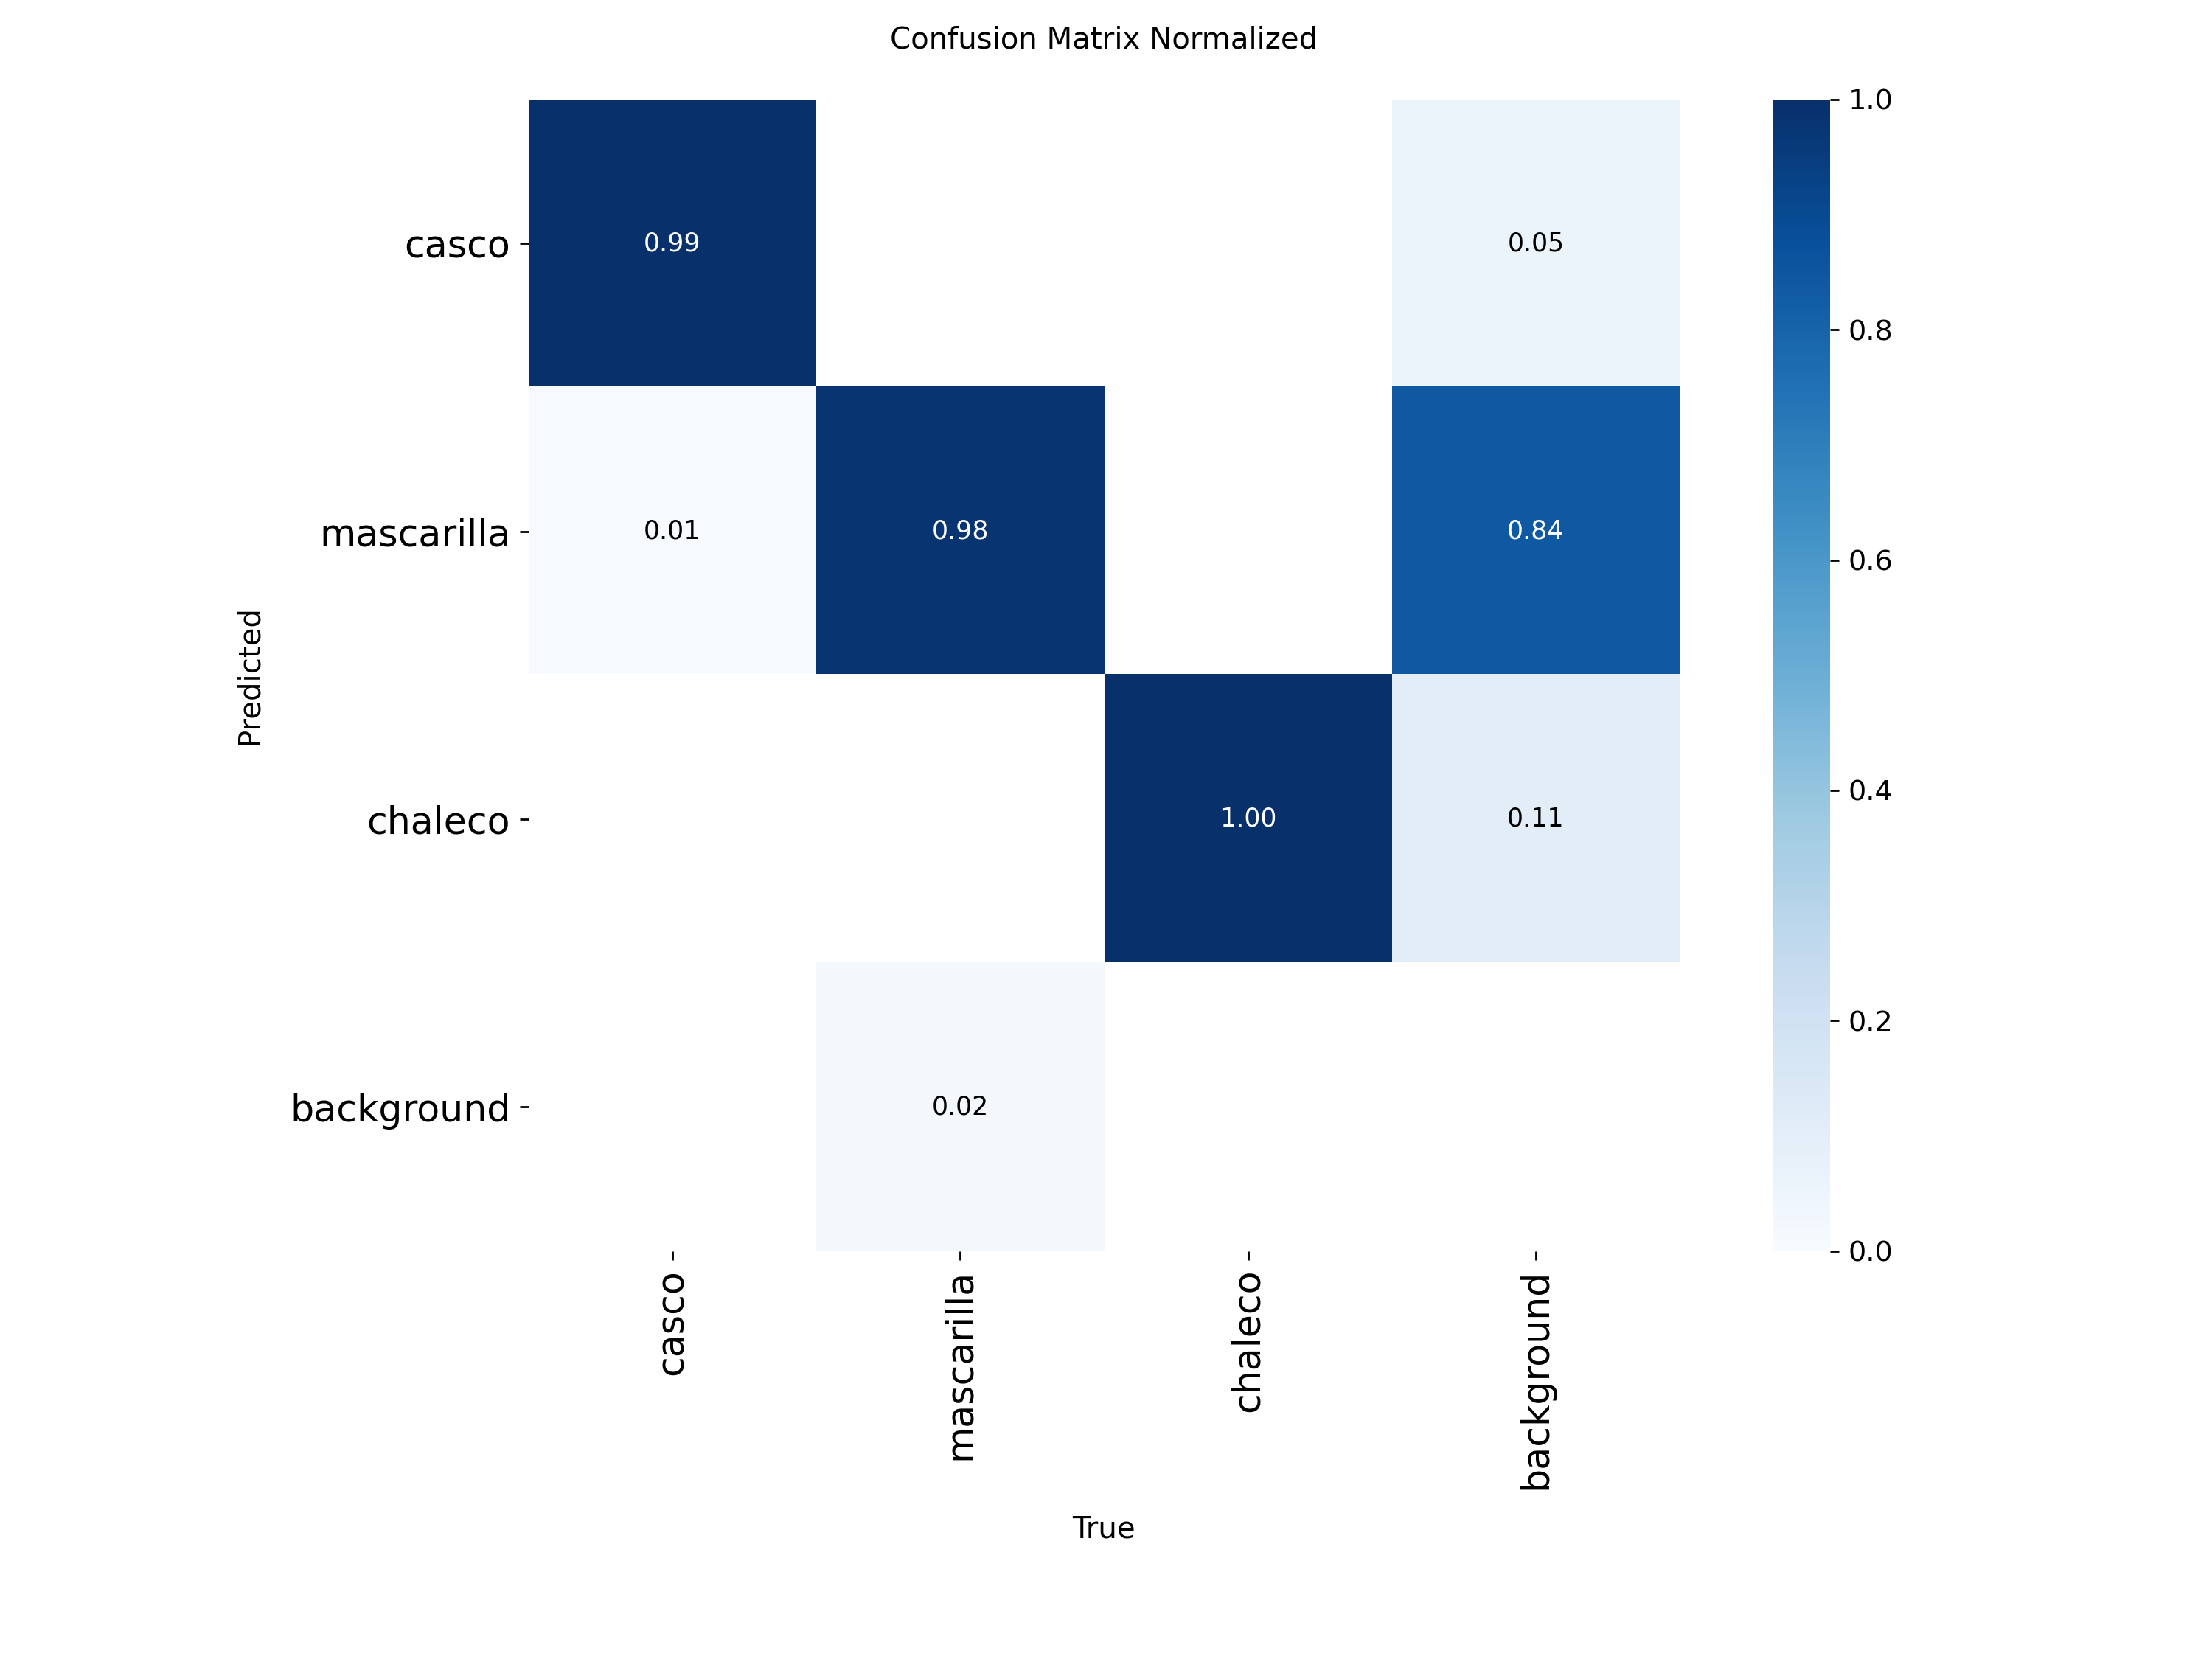 Confusion Matrix Normalized
1.0
casco
0.99
0.05
0.8
mascarilla
0.01
0.98
0.84
0.6
Predicted
chaleco
1.00
0.11
0.4
background
0.02
0.2
0.0
casco
mascarilla
chaleco
background
True